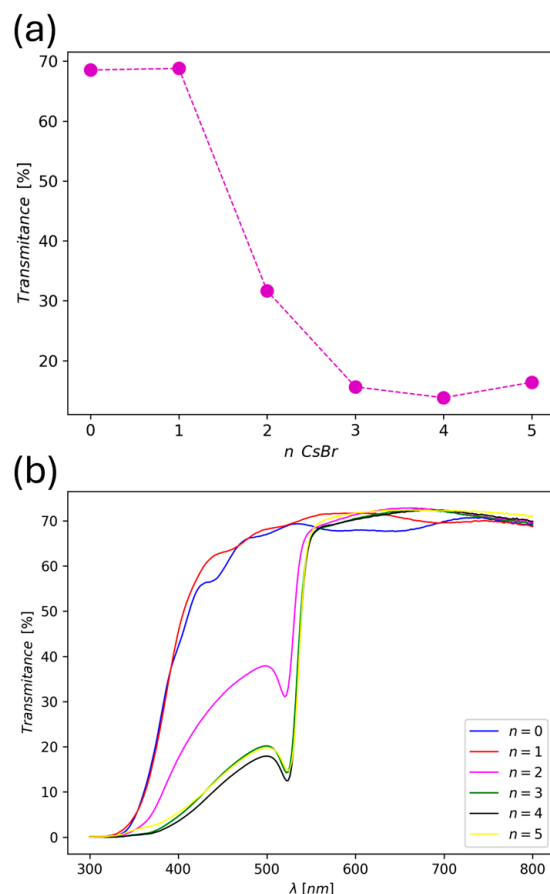 (a)
70
60
50
40
30
20
Transmitance [%]
0 1 2 3 4 5
n CsBr
(b)
70
60
50
40
30
20
10
0
Transmitance [%]
n = 0
n = 1
n = 2
n = 3
n = 4
n = 5
300 400 500 600 700 800
λ [nm]